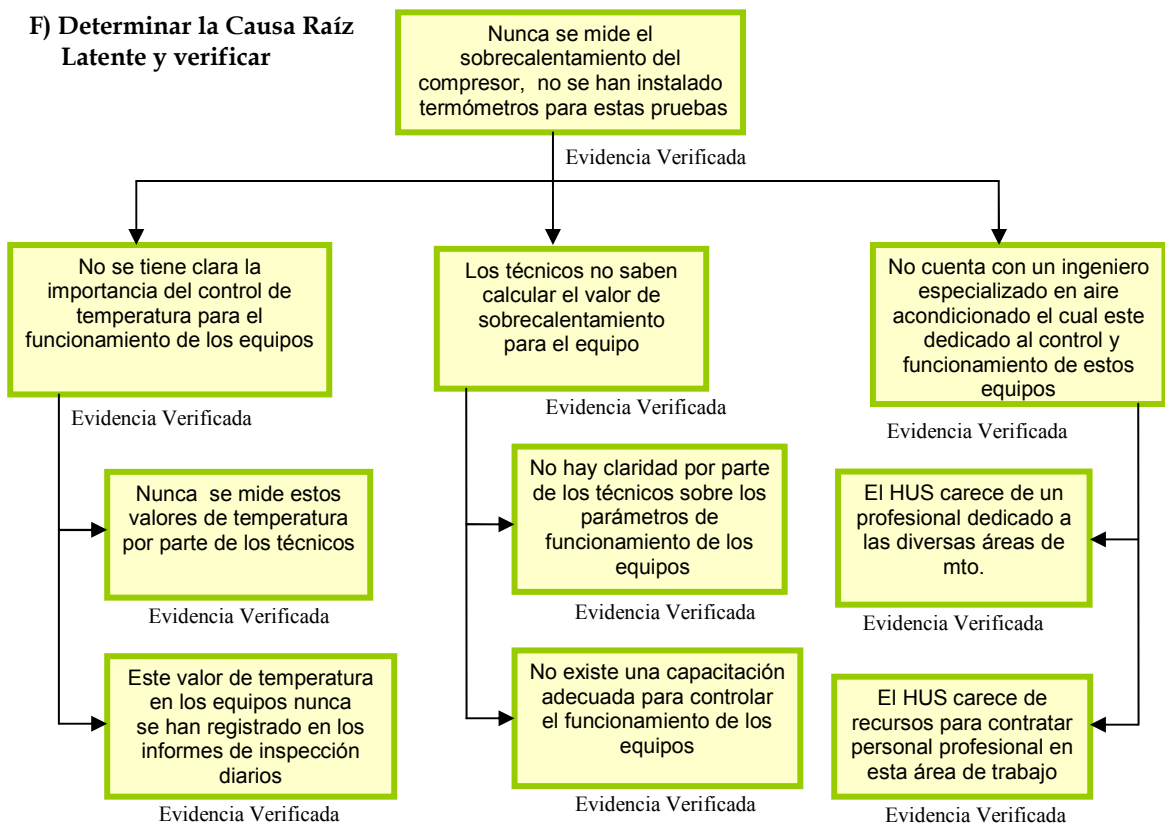 F) Determinar la Causa Raíz
Latente y verificar
Nunca se mide el
sobrecalentamiento del
compresor, no se han instalado
termómetros para estas pruebas
Evidencia Verificada
No se tiene clara la
importancia del control de
temperatura para el
funcionamiento de los equipos
Evidencia Verificada
Nunca se mide estos
valores de temperatura
por parte de los técnicos
Evidencia Verificada
Este valor de temperatura
en los equipos nunca
se han registrado en los
informes de inspección
diarios
Evidencia Verificada
Los técnicos no saben
calcular el valor de
sobrecalentamiento
para el equipo
Evidencia Verificada
No hay claridad por parte
de los técnicos sobre los
parámetros de
funcionamiento de los
equipos
Evidencia Verificada
No existe una capacitación
adecuada para controlar
el funcionamiento de los
equipos
Evidencia Verificada
No cuenta con un ingeniero
especializado en aire
acondicionado el cual este
dedicado al control y
funcionamiento de estos
equipos
Evidencia Verificada
El HUS carece de un
profesional dedicado a
las diversas áreas de
mto.
Evidencia Verificada
El HUS carece de
recursos para contratar
personal profesional en
esta área de trabajo
Evidencia Verificada